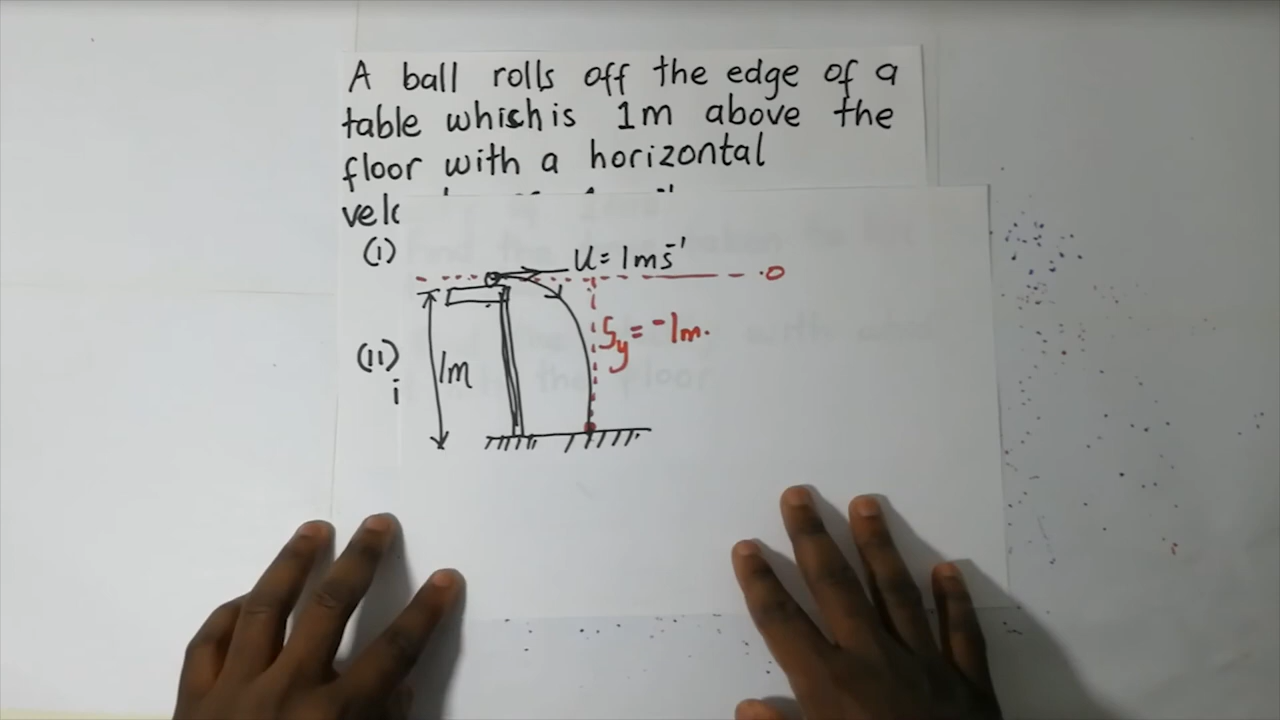 A ball rolls off the edge of a
table which is 1m above the
floor with a horizontal
(i)
U = 1ms⁻¹
Sy = -1m.
1m
(ii)